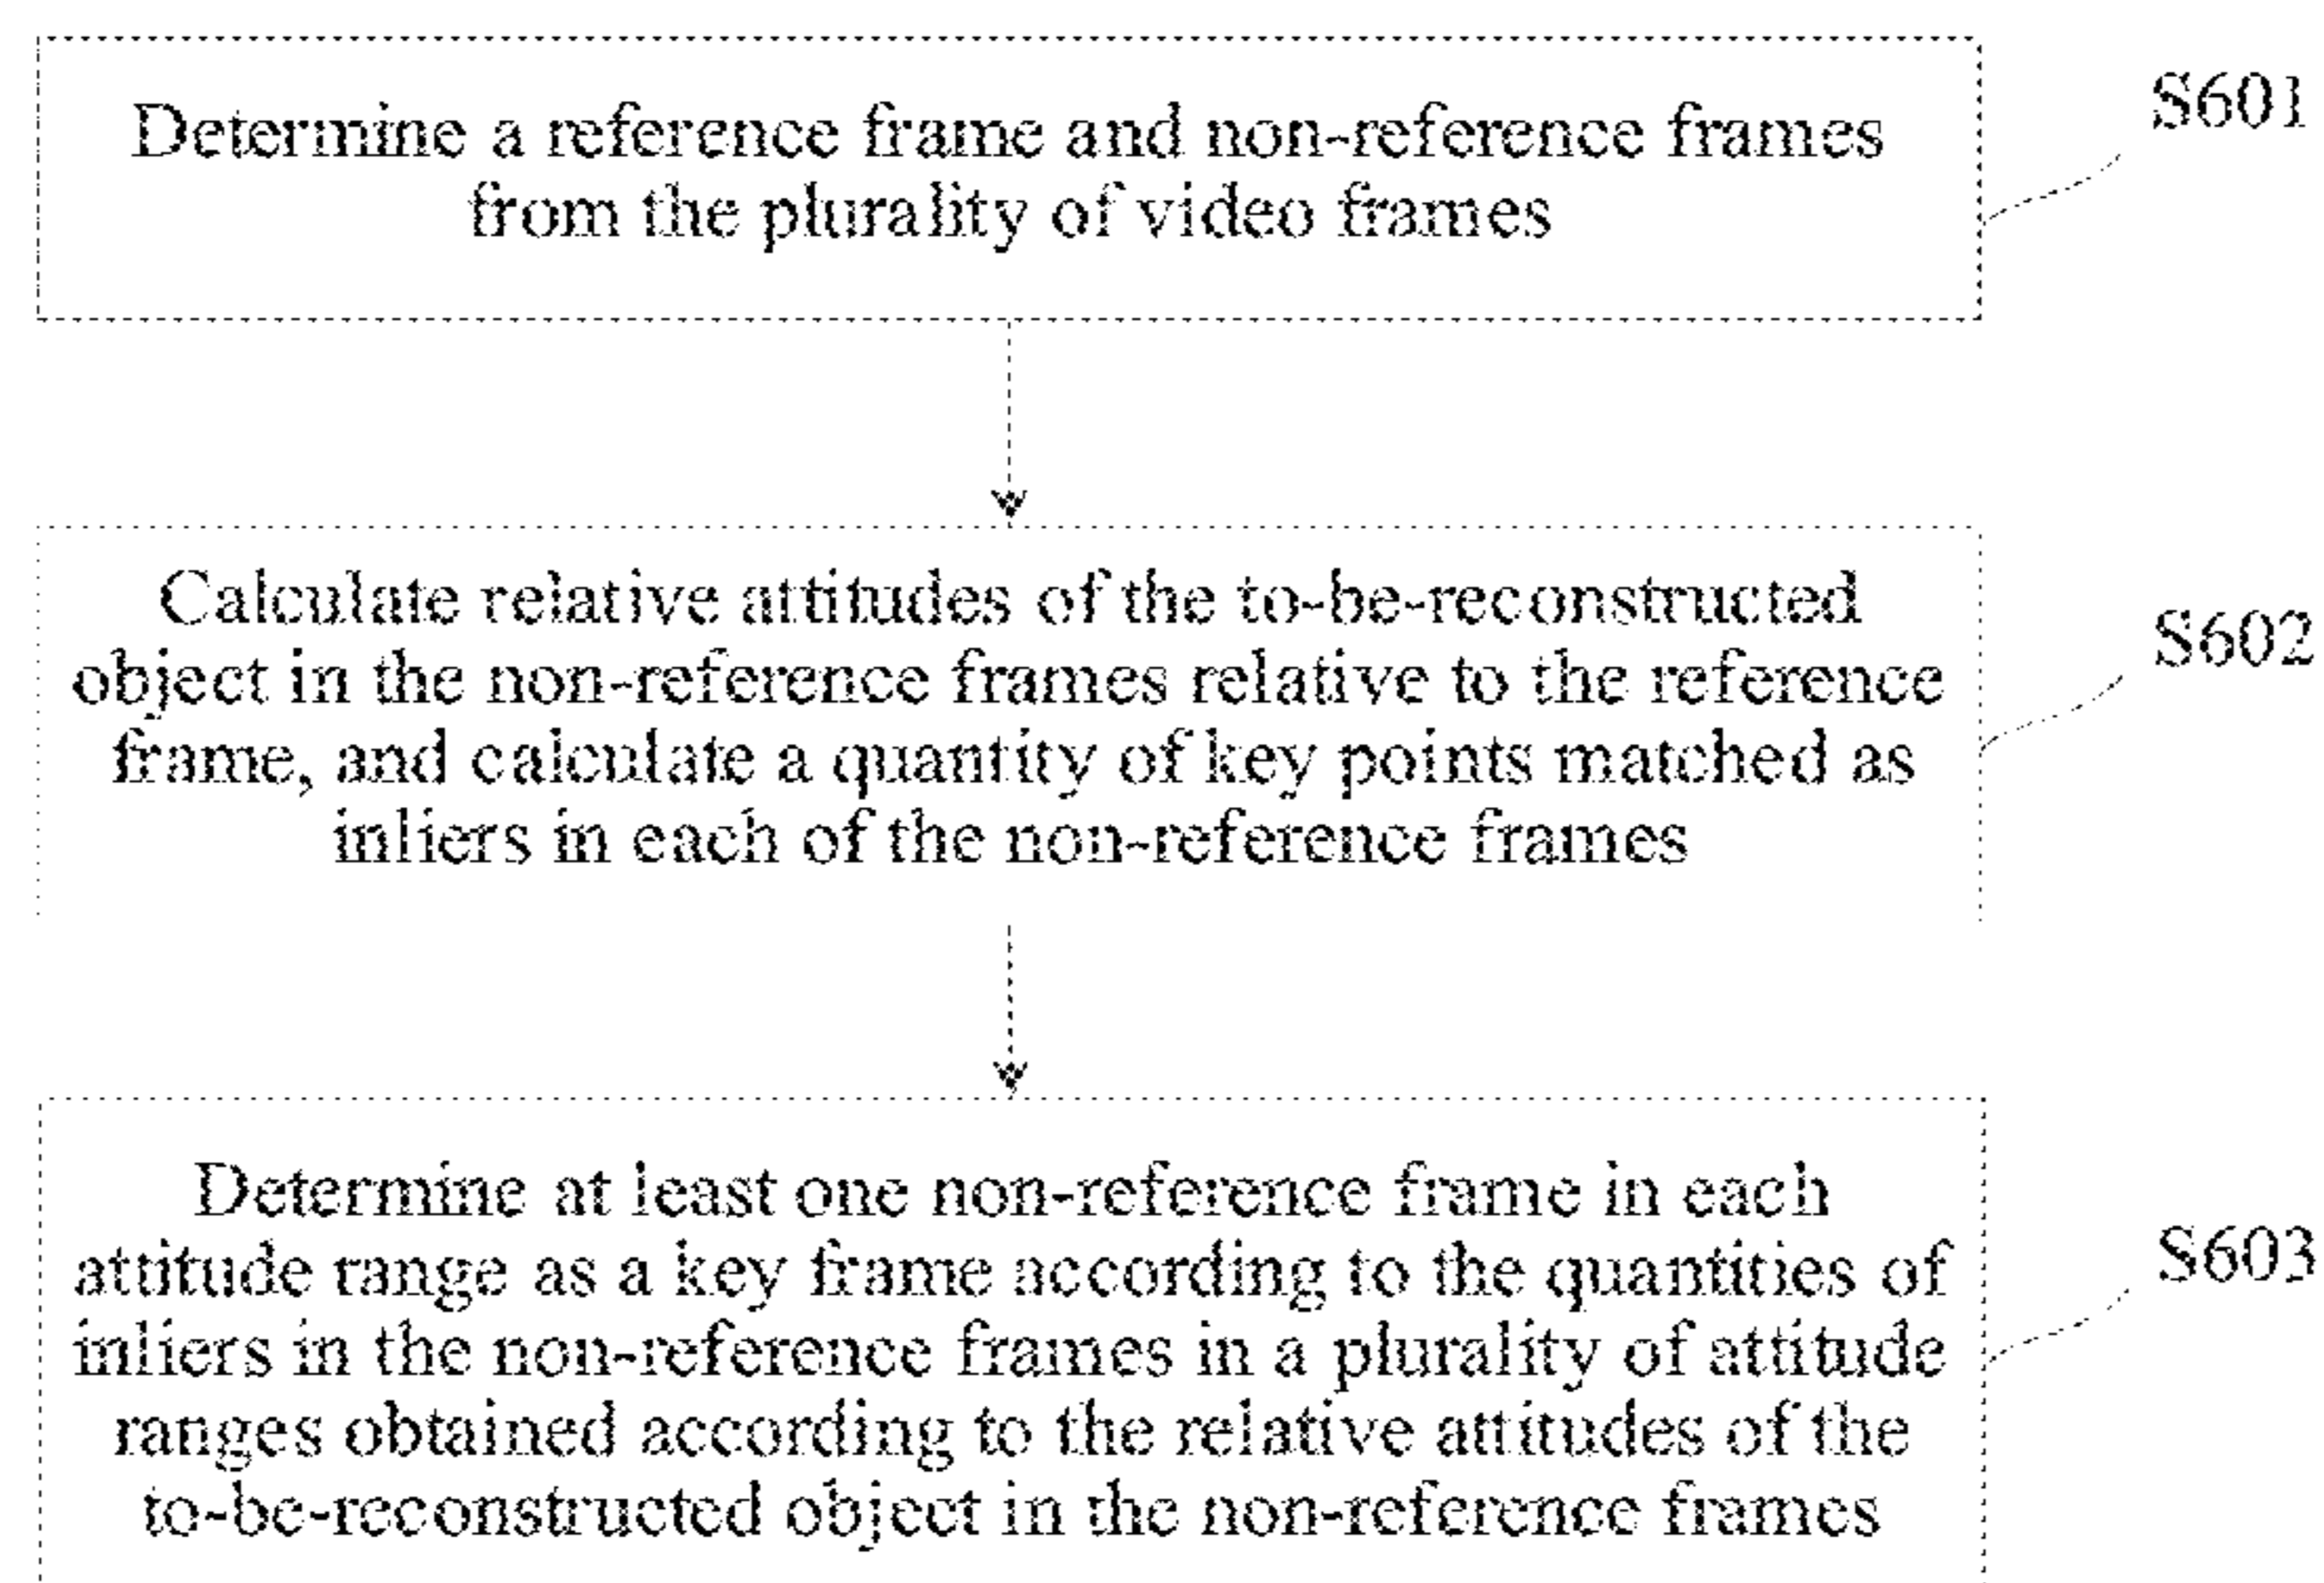 Determine a reference frame and non-reference frames
from the plurality of video frames
S601
Calculate relative attitudes of the to-be-reconstructed
object in the non-reference frames relative to the reference
frame, and calculate a quantity of key points matched as
inliers in each of the non-reference frames
S602
Determine at least one non-reference frame in each
attitude range as a key frame according to the quantities of
inliers in the non-reference frames in a plurality of attitude
ranges obtained according to the relative attitudes of the
to-be-reconstructed object in the non-reference frames
S603